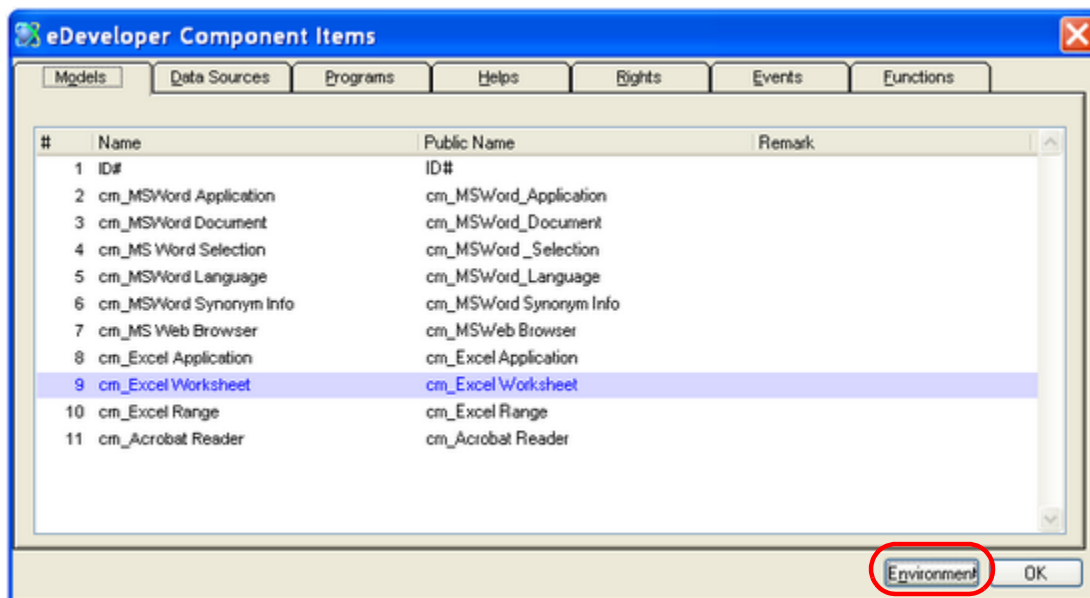 eDeveloper Component Items
Models Data Sources Programs Helps Rights Events Functions
# Name Public Name Remark
1 ID# ID#
2 cm_MSWord Application cm_MSWord_Application
3 cm_MSWord Document cm_MSWord_Document
4 cm_MS Word Selection cm_MSWord _Selection
5 cm_MSWord Language cm_MSWord_Language
6 cm_MSWord Synonym Info cm_MSWord Synonym Info
7 cm_MS Web Browser cm_MSWeb Browser
8 cm_Excel Application cm_Excel Application
9 cm_Excel Worksheet cm_Excel Worksheet
10 cm_Excel Range cm_Excel Range
11 cm_Acrobat Reader cm_Acrobat Reader
Environment OK